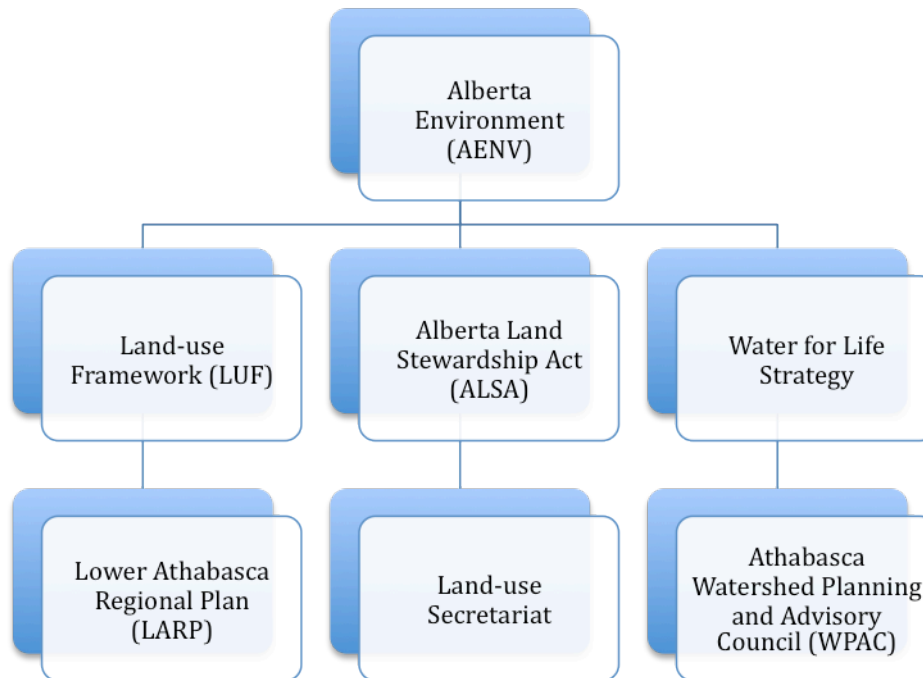 Alberta
Environment
(AENV)
Land-use
Framework (LUF)
Alberta Land
Stewardship Act
(ALSA)
Water for Life
Strategy
Lower Athabasca
Regional Plan
(LARP)
Land-use
Secretariat
Athabasca
Watershed Planning
and Advisory
Council (WPAC)